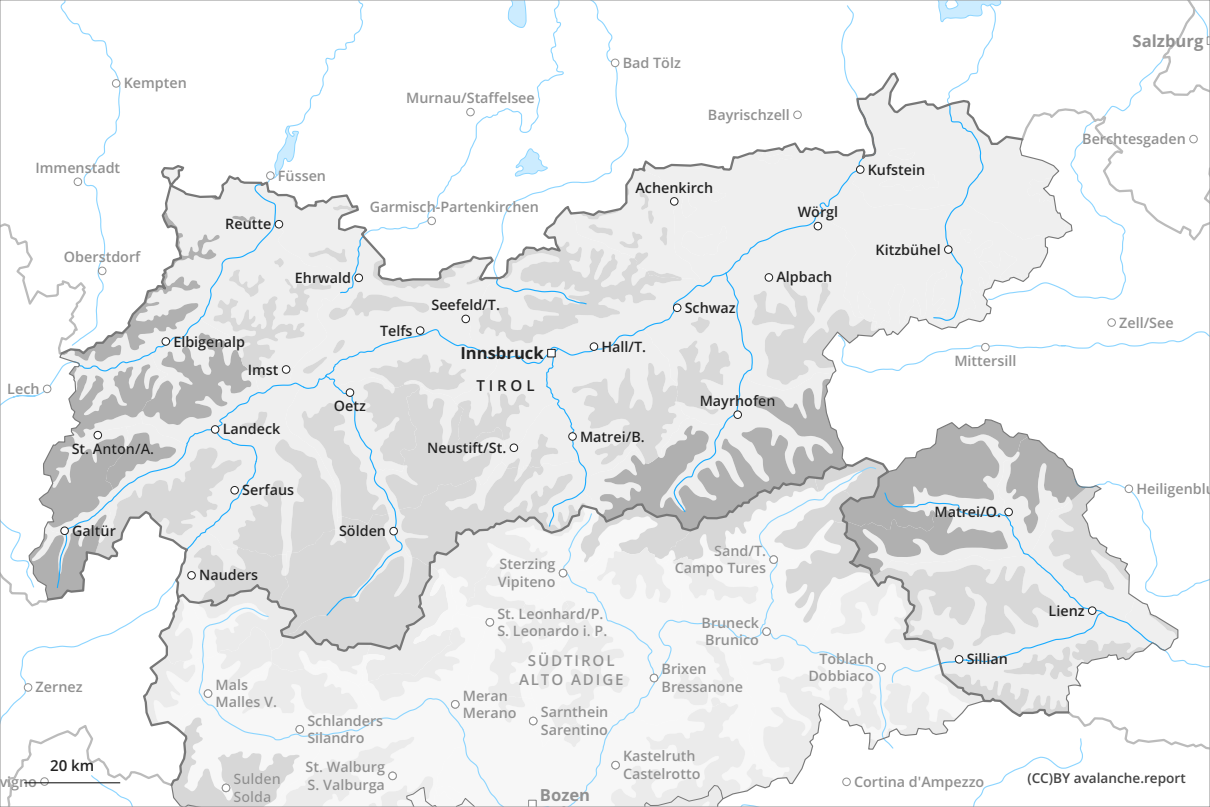 Salzburg
Kempten
Bad Tölz
Murnau/Staffelsee
Bayrischzell
Berchtesgaden
Immenstadt
Füssen
Kufstein
Achenkirch
Garmisch-Partenkirchen
Wörgl
Reutte
Kitzbühel
Oberstdorf
Ehrwald
Alpbach
Seefeld/T.
Schwaz
Telfs
Zell/See
Elbigenalp
Innsbruck
Hall/T.
Mittersill
Imst
TIROL
Lech
Oetz
Mayrhofen
Landeck
Matrei/B.
St. Anton/A.
Neustift/St.
Serfaus
Heiligenblu
Matrei/O.
Galtür
Sölden
Sand/T.
Campo Tures
Sterzing
Vipiteno
Nauders
St. Leonhard/P.
S. Leonardo i. P.
Lienz
Bruneck
Brunico
SÜDTIROL
ALTO ADIGE
Toblach
Dobbiaco
Sillian
Brixen
Bressanone
Zernez
Mals
Malles V.
Meran
Merano
Sarnthein
Sarentino
Schlanders
Silandro
Kastelruth
Castelrotto
St. Walburg
S. Valburga
20 km
vigno
Sulden
Solda
Cortina d'Ampezzo
(CC)BY avalanche.report
Bozen